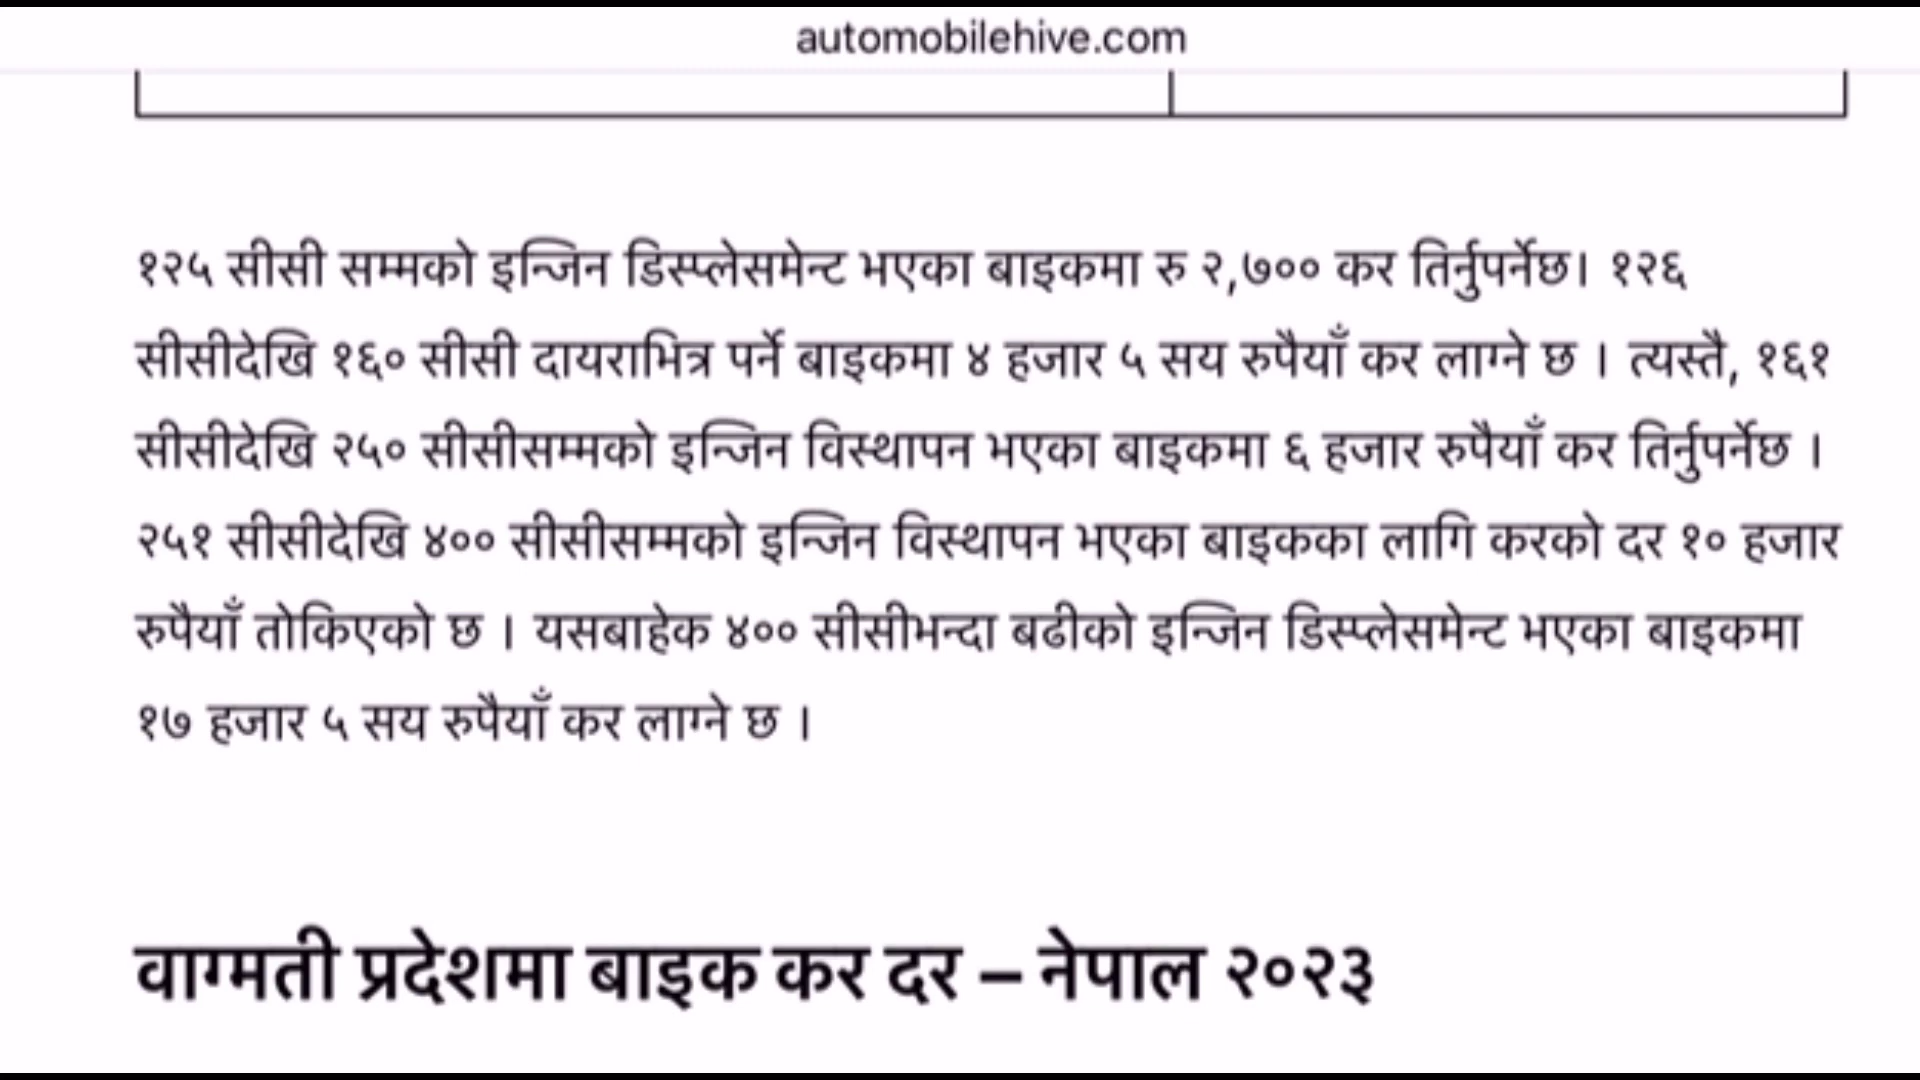 automobilehive.com
१२५ सीसी सम्मको इन्जिन डिस्प्लेसमेन्ट भएका बाइकमा रु २,७०० कर तिर्नुपर्नेछ। १२६
सीसीदेखि १६० सीसी दायराभित्र पर्ने बाइकमा ४ हजार ५ सय रुपैयाँ कर लाग्ने छ । त्यस्तै, १६१
सीसीदेखि २५० सीसीसम्मको इन्जिन विस्थापन भएका बाइकमा ६ हजार रुपैयाँ कर तिर्नुपर्नेछ ।
२५१ सीसीदेखि ४०० सीसीसम्मको इन्जिन विस्थापन भएका बाइकका लागि करको दर १० हजार
रुपैयाँ तोकिएको छ । यसबाहेक ४०० सीसीभन्दा बढीको इन्जिन डिस्प्लेसमेन्ट भएका बाइकमा
१७ हजार ५ सय रुपैयाँ कर लाग्ने छ ।
वाग्मती प्रदेशमा बाइक कर दर – नेपाल २०२३